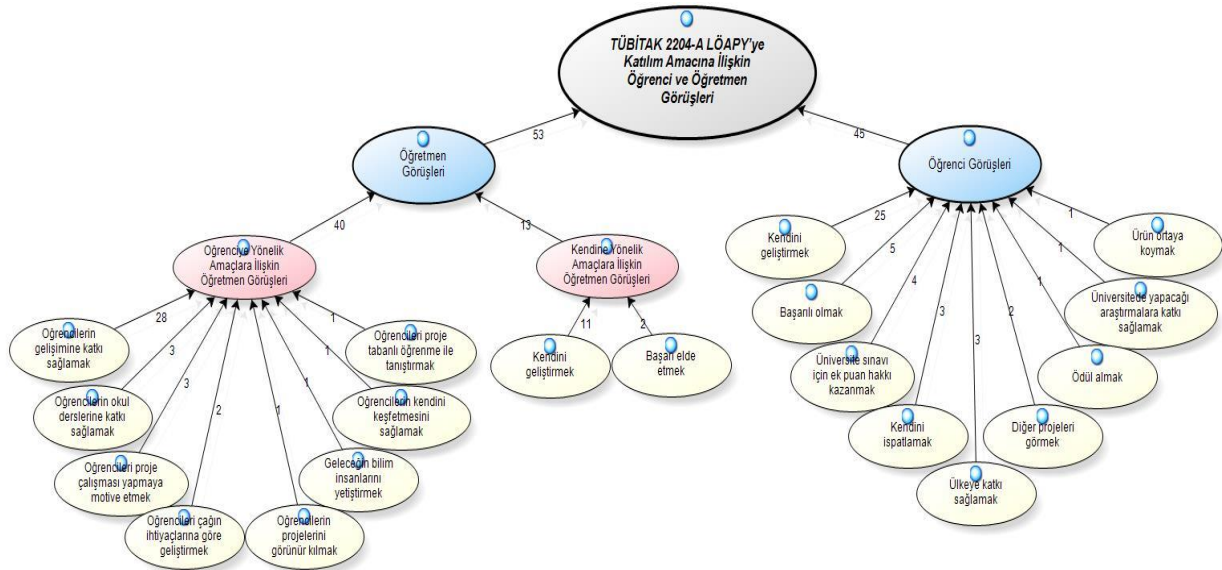 TÜBİTAK 2204-A LÖAPY'ye
Katılım Amacına İlişkin
Öğrenci ve Öğretmen
Görüşleri
53
45
Öğretmen
Görüşleri
Öğrenci Görüşleri
40
13
25
5
4
3
3
2
1
1
1
Öğrenciye Yönelik
Amaçlara İlişkin
Öğretmen Görüşleri
Kendine Yönelik
Amaçlara İlişkin
Öğretmen Görüşleri
Kendini
geliştirmek
Ürün ortaya
koymak
Başarılı olmak
Üniversitede yapacağı
araştırmalara katkı
sağlamak
Üniversite sınavı
için ek puan hakkı
kazanmak
Ödül almak
Kendini
ispatlamak
Diğer projeleri
görmek
Ülkeye katkı
sağlamak
28
3
3
2
1
1
1
1
11
2
Öğrencilerin
gelişimine katkı
sağlamak
Öğrencileri proje
tabanlı öğrenme ile
tanıştırmak
Kendini
geliştirmek
Başarı elde
etmek
Öğrencilerin okul
derslerine katkı
sağlamak
Öğrencilerin kendini
keşfetmesini
sağlamak
Öğrencileri proje
çalışması yapmaya
motive etmek
Geleceğin bilim
insanlarını
yetiştirmek
Öğrencileri çağın
ihtiyaçlarına göre
geliştirmek
Öğrencilerin
projelerini
görünür kılmak